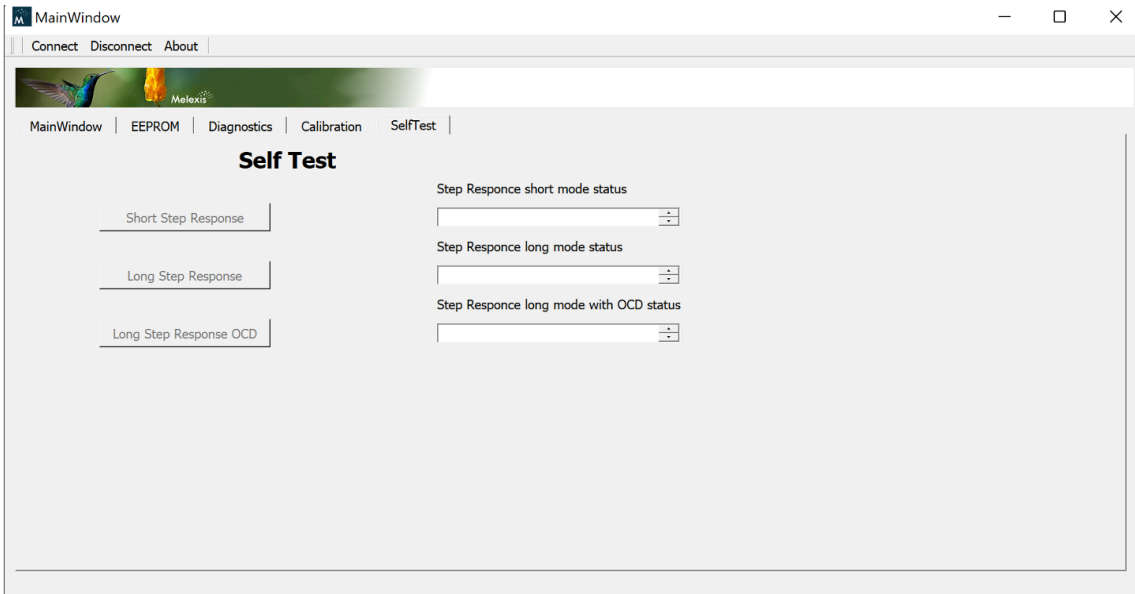 MainWindow
Connect Disconnect About
Melexis
MainWindow EEPROM Diagnostics Calibration SelfTest
Self Test
Step Responce short mode status
Short Step Response
Step Responce long mode status
Long Step Response
Step Responce long mode with OCD status
Long Step Response OCD